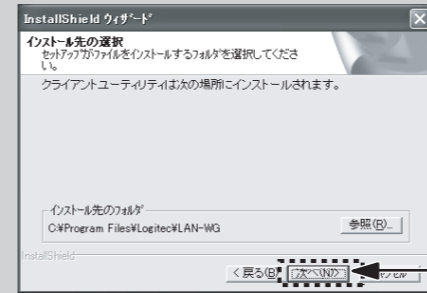 InstallShield ウィザード
インストール先の選択
セットアップがファイルをインストールするフォルダを選択してくださ
い。
クライアントユーティリティは次の場所にインストールされます。
インストール先のフォルダ
C:¥Program Files¥Logitec¥LAN-WG
参照(R)...
InstallShield
< 戻る(B) 次へ(N)> キャンセル